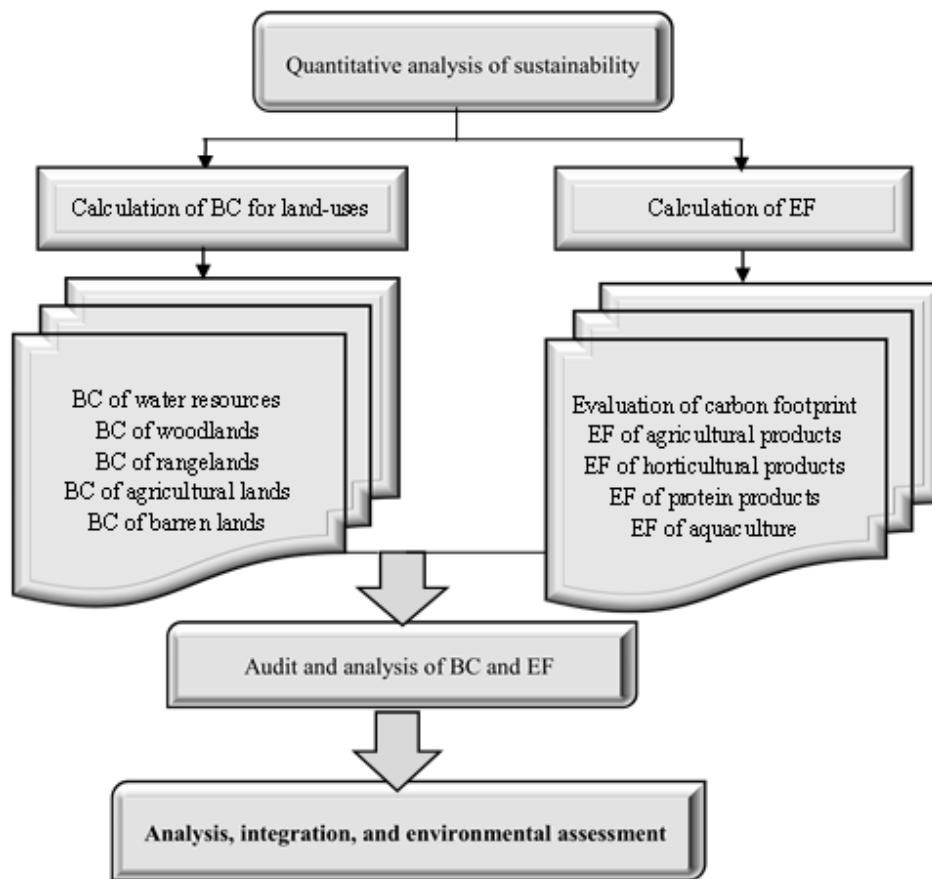 Quantitative analysis of sustainability
Calculation of BC for land-uses
Calculation of EF
BC of water resources
BC of woodlands
BC of rangelands
BC of agricultural lands
BC of barren lands
Evaluation of carbon footprint
EF of agricultural products
EF of horticultural products
EF of protein products
EF of aquaculture
Audit and analysis of BC and EF
Analysis, integration, and environmental assessment